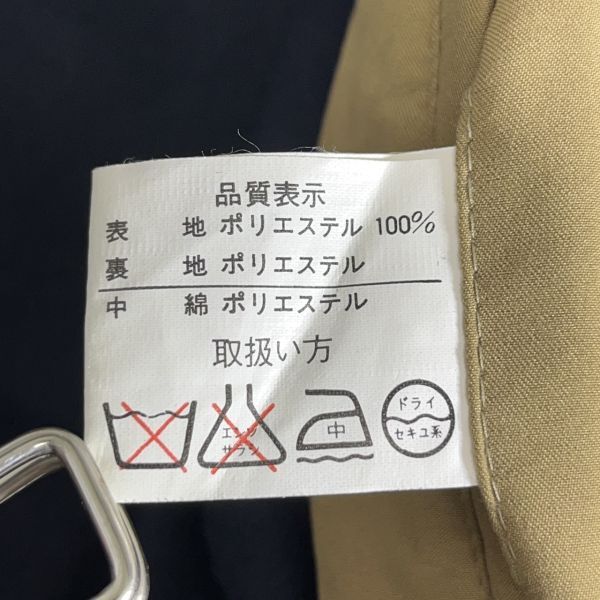 品質表示
表 地 ポリエステル 100%
裏 地 ポリエステル
中 綿 ポリエステル
取扱い方
エンソ
サラシ
中
ドライ
セキユ系